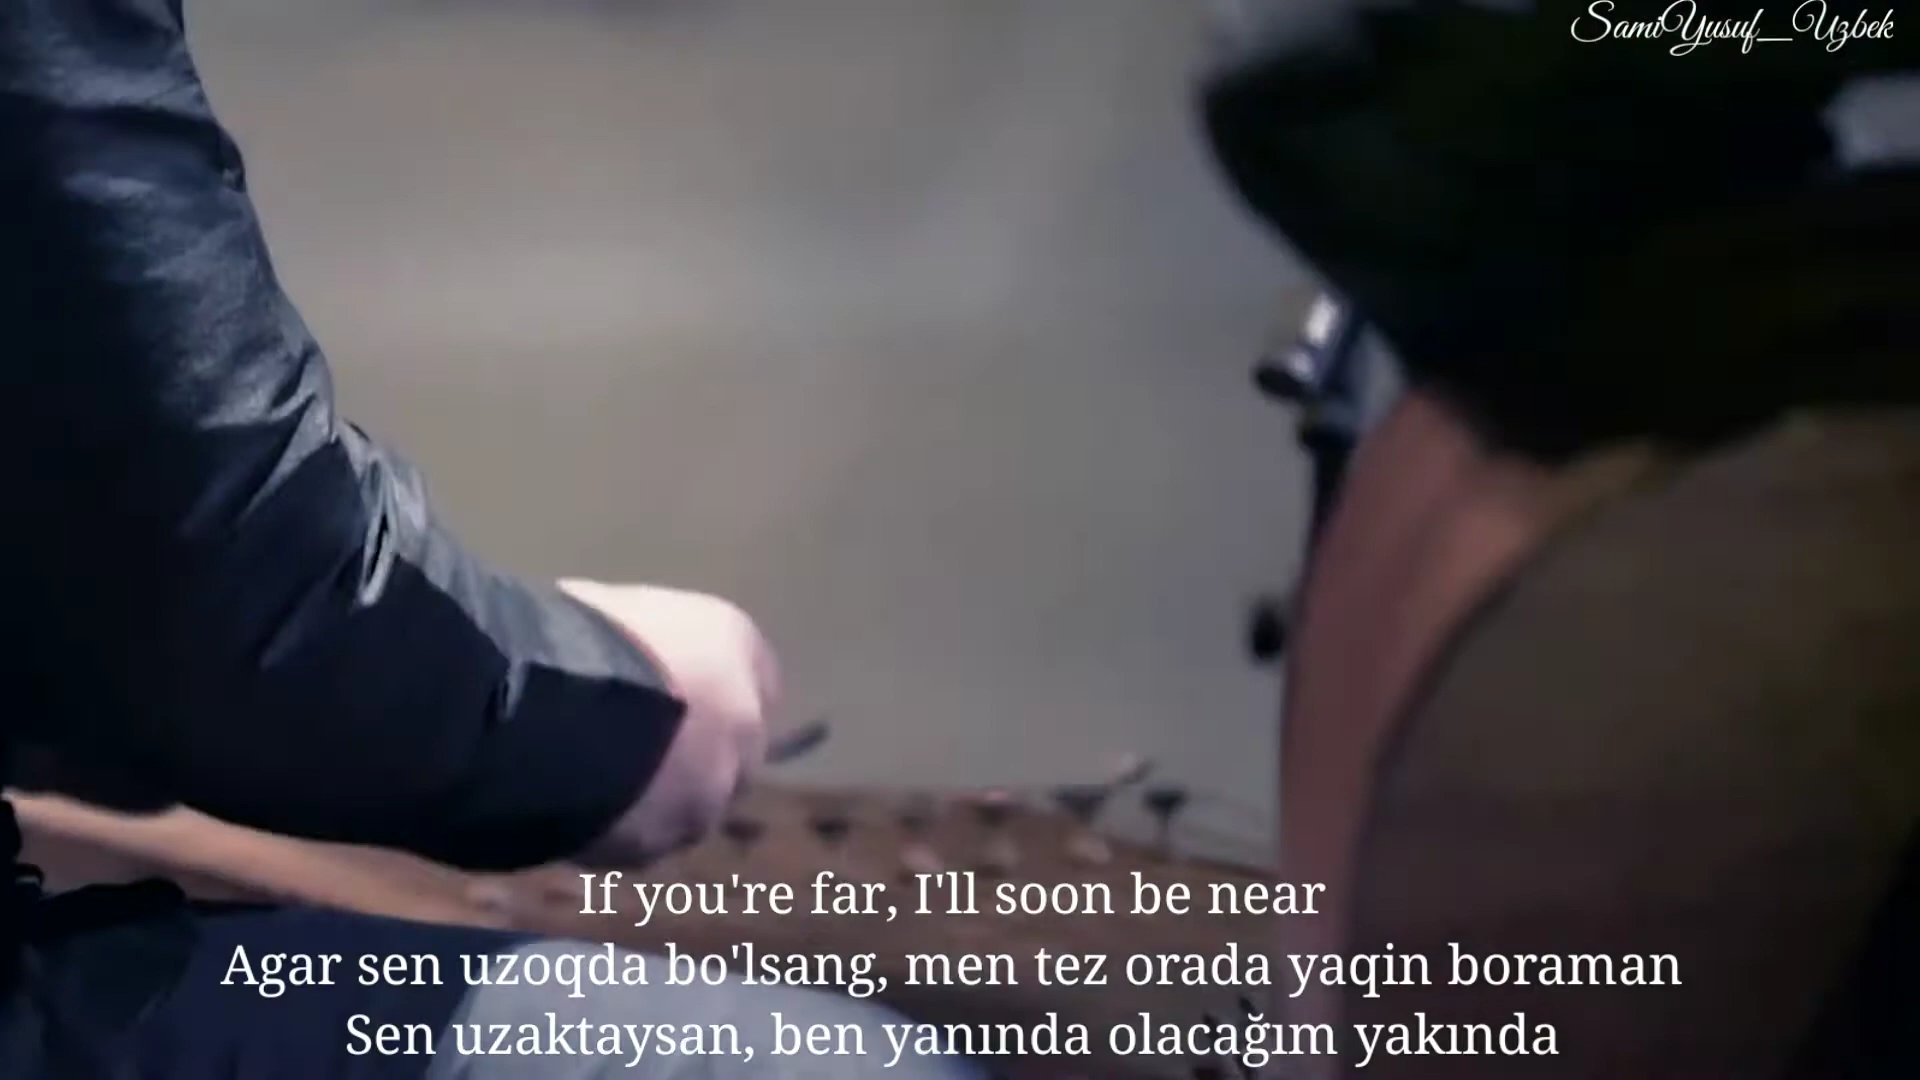 SamiYusuf_Uzbek
If you're far, I'll soon be near
Agar sen uzoqda bo'lsang, men tez orada yaqin boraman
Sen uzaktaysan, ben yanında olacağım yakında